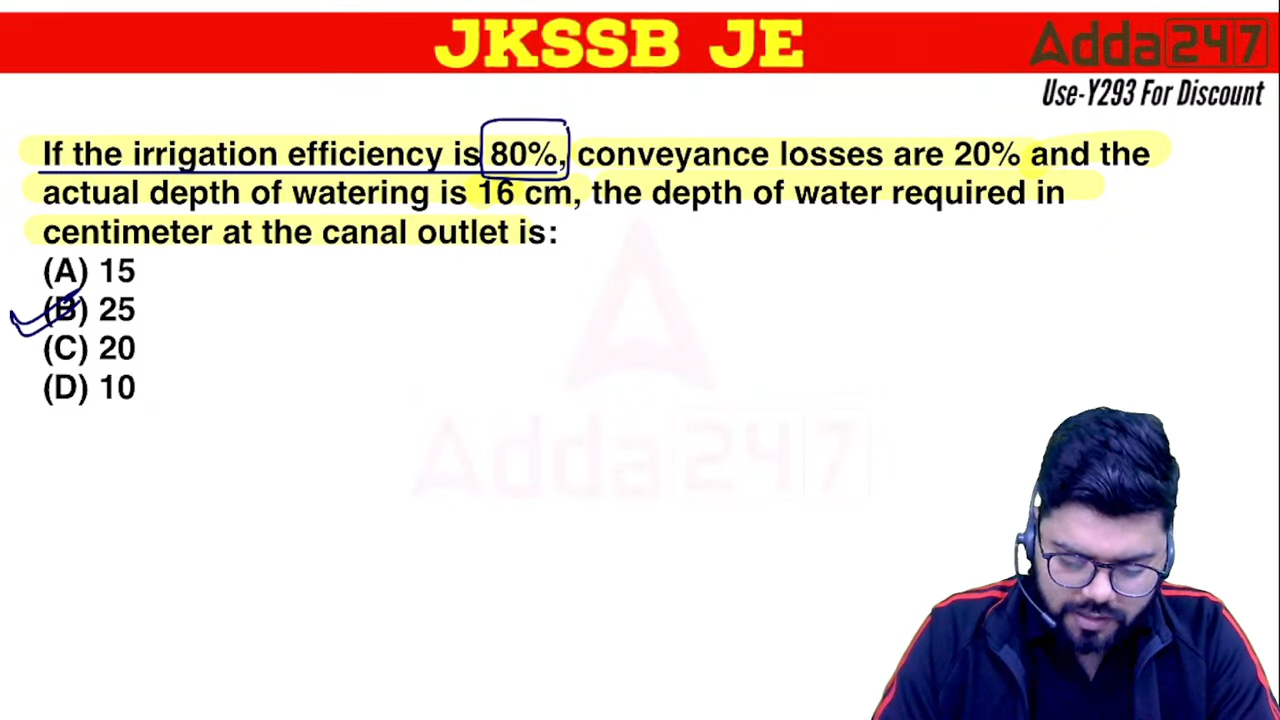 JKSSB JE
Adda247
Use-Y293 For Discount
If the irrigation efficiency is 80%, conveyance losses are 20% and the
actual depth of watering is 16 cm, the depth of water required in
centimeter at the canal outlet is:
(A) 15
(B) 25
(C) 20
(D) 10
Adda247